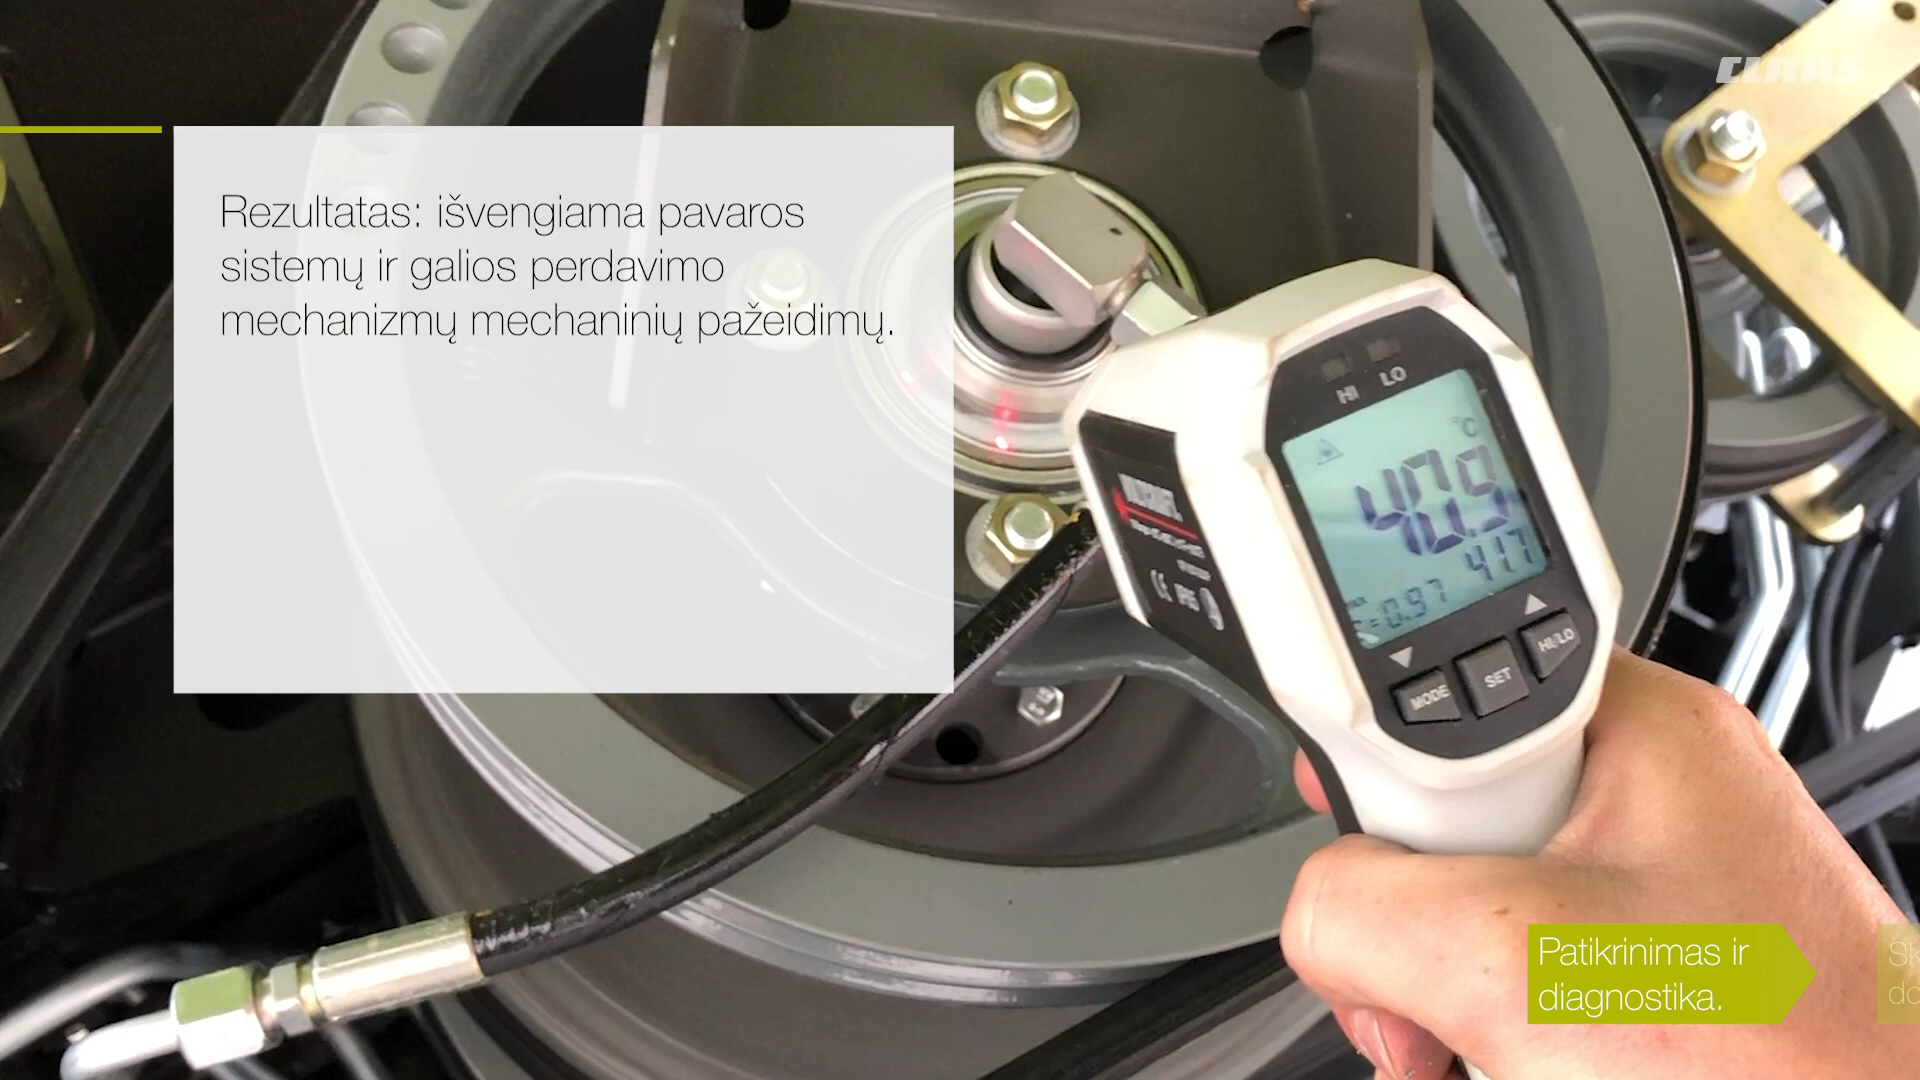 CLAAS
Rezultatas: išvengiama pavaros
sistemų ir galios perdavimo
mechanizmų mechaninių pažeidimų.
HI LO
°C
40.9
41.7
0.97
MODE
SET
HI/LO
Patikrinimas ir
diagnostika.